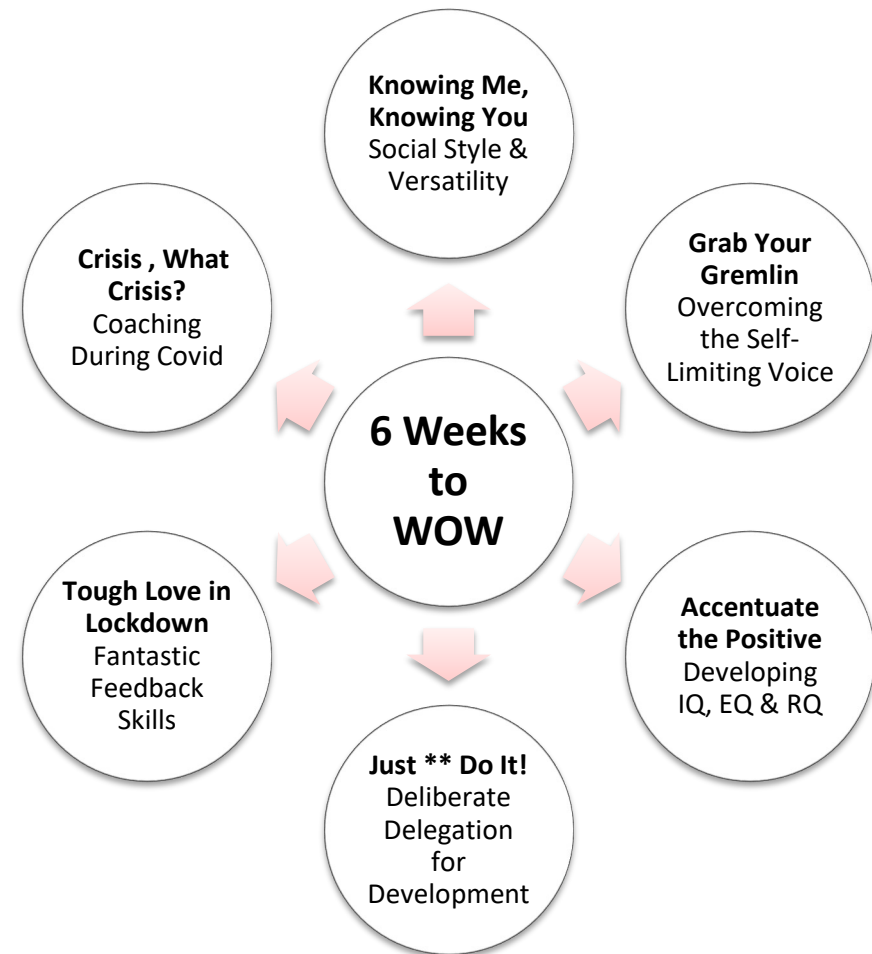 Knowing Me,
Knowing You
Social Style &
Versatility
Grab Your
Gremlin
Overcoming
the Self-
Limiting Voice
Accentuate
the Positive
Developing
IQ, EQ & RQ
Just ** Do It!
Deliberate
Delegation
for
Development
Tough Love in
Lockdown
Fantastic
Feedback
Skills
Crisis , What
Crisis?
Coaching
During Covid
6 Weeks
to
WOW